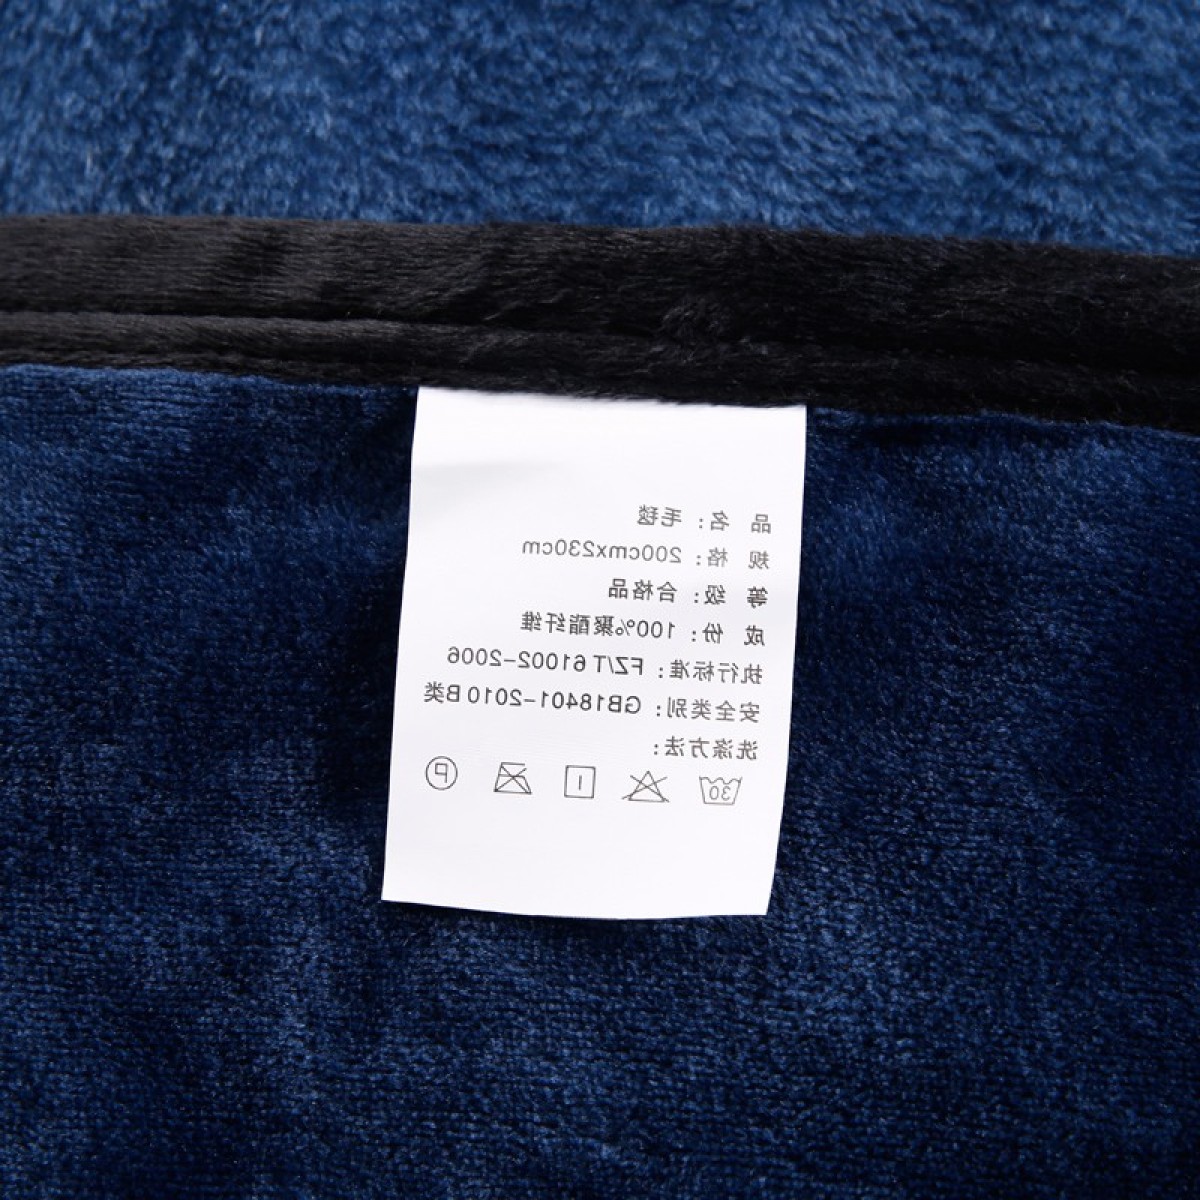 品 名：毛毯
规 格：200cmx230cm
等 级：合格品
成 份：100%聚酯纤维
执行标准：FZ/T 61002-2006
安全类别：GB18401-2010 B类
洗涤方法：
30 P